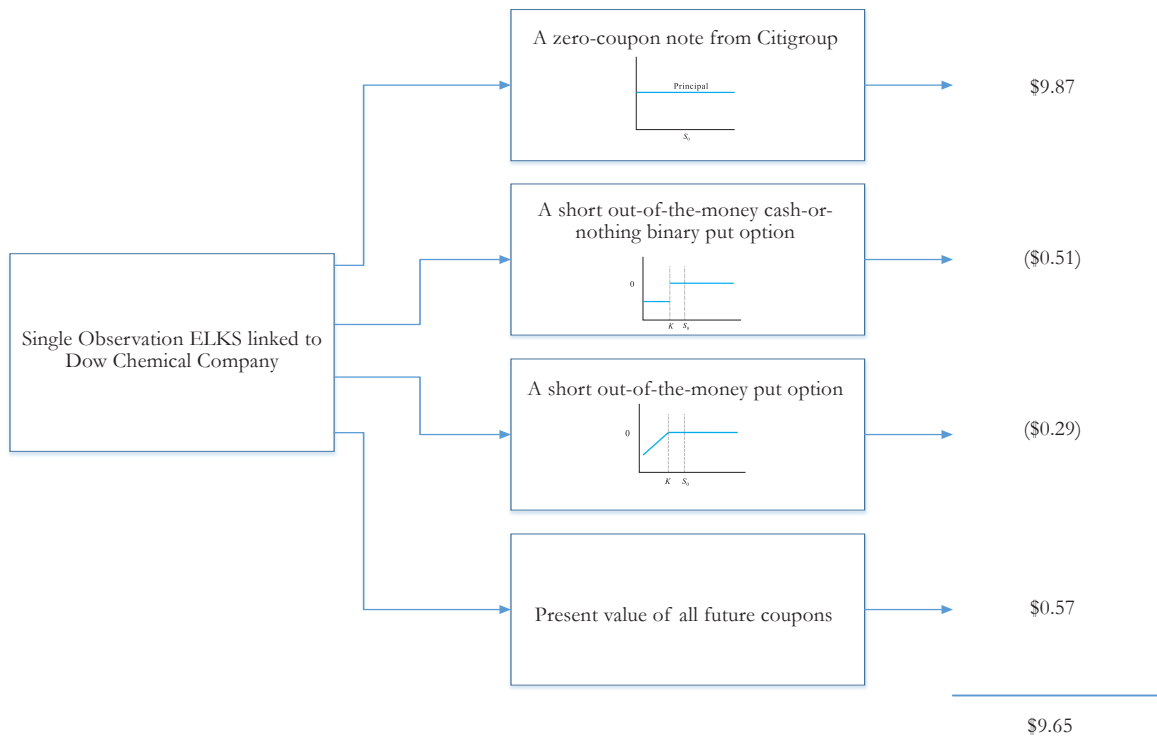 A zero-coupon note from Citigroup
Principal
S0
$9.87
A short out-of-the-money cash-or-
nothing binary put option
0
K S0
($0.51)
Single Observation ELKS linked to
Dow Chemical Company
A short out-of-the-money put option
0
K S0
($0.29)
Present value of all future coupons
$0.57
$9.65